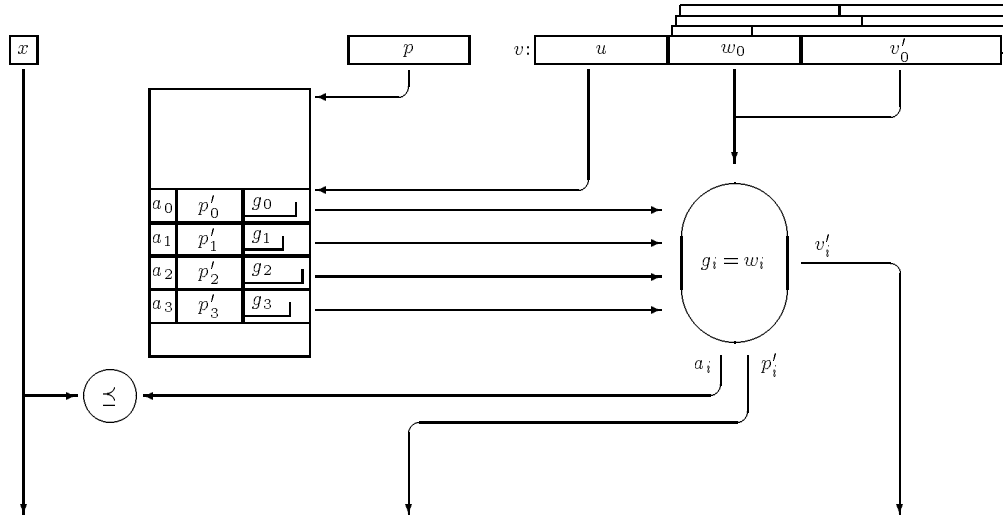 x p v: u w₀ v′₀
a₀ p′₀ g₀
a₁ p′₁ g₁
a₂ p′₂ g₂
a₃ p′₃ g₃
gᵢ = wᵢ
v′ᵢ
aᵢ p′ᵢ
⪯